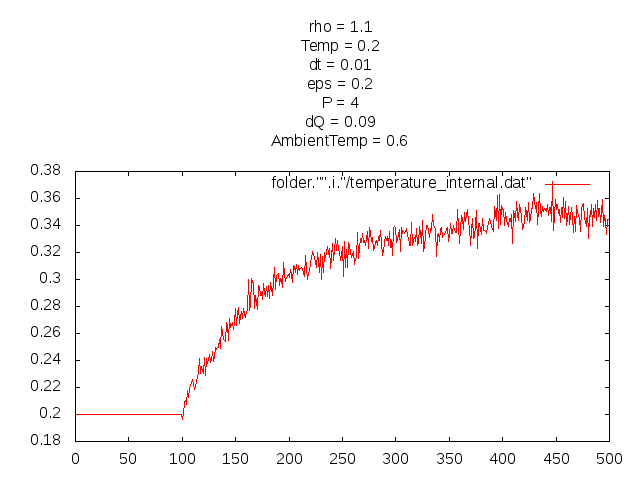 rho = 1.1
Temp = 0.2
dt = 0.01
eps = 0.2
P = 4
dQ = 0.09
AmbientTemp = 0.6
folder."".i."/temperature_internal.dat"
0.38
0.36
0.34
0.32
0.3
0.28
0.26
0.24
0.22
0.2
0.18
0 50 100 150 200 250 300 350 400 450 500